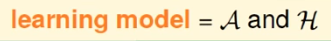 learning model = 𝒜 and ℋ